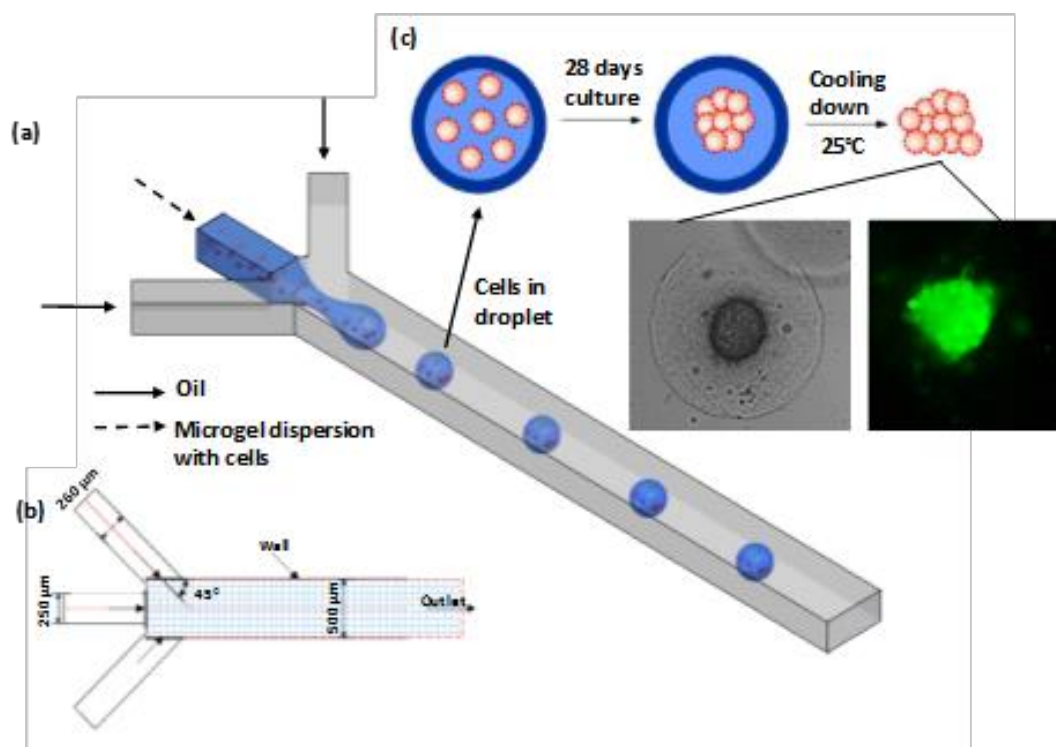 (a)
(c)
28 days
culture
Cooling
down
25°C
Cells in
droplet
Oil
Microgel dispersion
with cells
(b)
260 µm
250 µm
45°
Wall
500 µm
Outlet